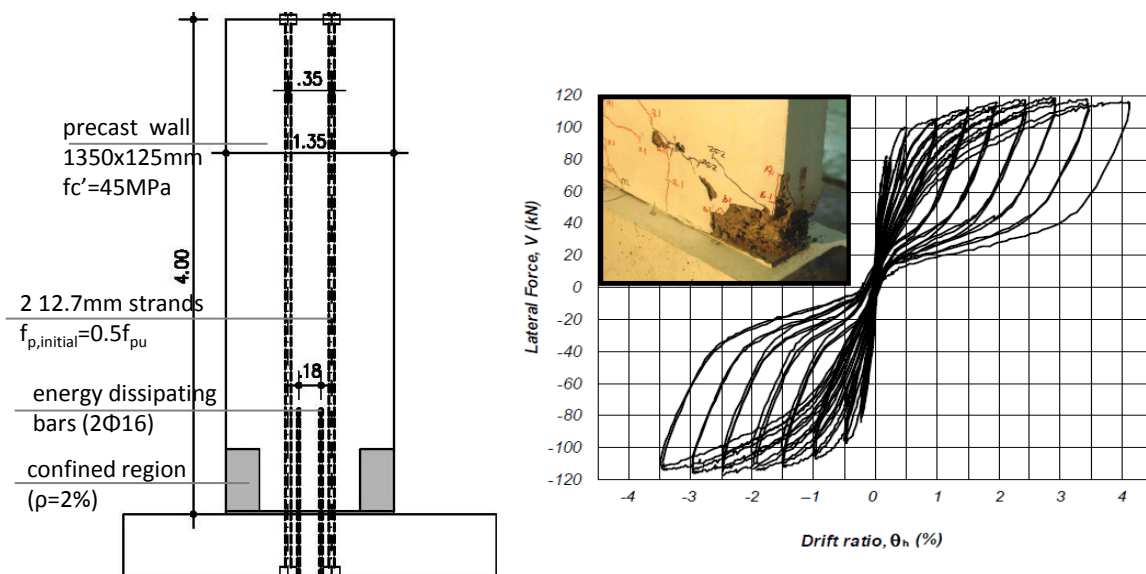 .35
1.35
4.00
.18
precast wall
1350x125mm
fc’=45MPa
2 12.7mm strands
fp,initial=0.5fpu
energy dissipating
bars (2Φ16)
confined region
(ρ=2%)
Lateral Force, V (kN)
120
100
80
60
40
20
0
-20
-40
-60
-80
-100
-120
-4 -3 -2 -1 0 1 2 3 4
Drift ratio, θh (%)